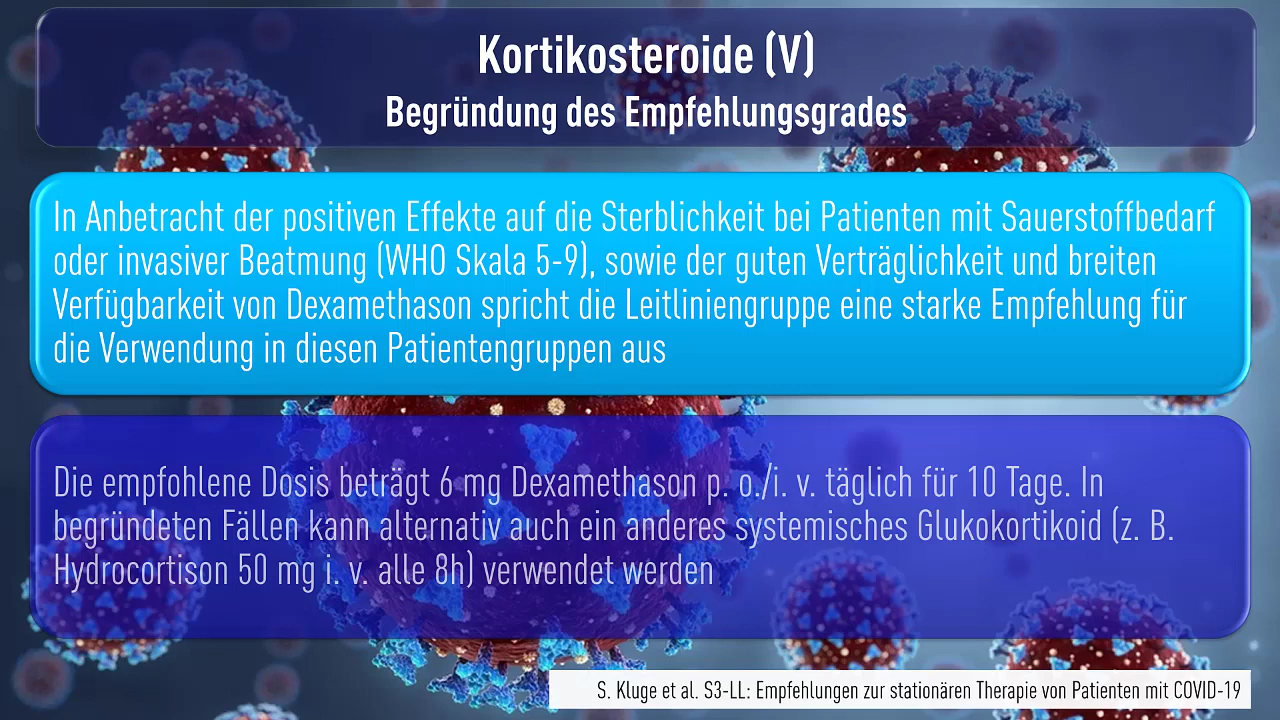 Kortikosteroide (V)
Begründung des Empfehlungsgrades
In Anbetracht der positiven Effekte auf die Sterblichkeit bei Patienten mit Sauerstoffbedarf
oder invasiver Beatmung (WHO Skala 5-9), sowie der guten Verträglichkeit und breiten
Verfügbarkeit von Dexamethason spricht die Leitliniengruppe eine starke Empfehlung für
die Verwendung in diesen Patientengruppen aus
Die empfohlene Dosis beträgt 6 mg Dexamethason p. o./i. v. täglich für 10 Tage. In
begründeten Fällen kann alternativ auch ein anderes systemisches Glukokortikoid (z. B.
Hydrocortison 50 mg i. v. alle 8h) verwendet werden
S. Kluge et al. S3-LL: Empfehlungen zur stationären Therapie von Patienten mit COVID-19